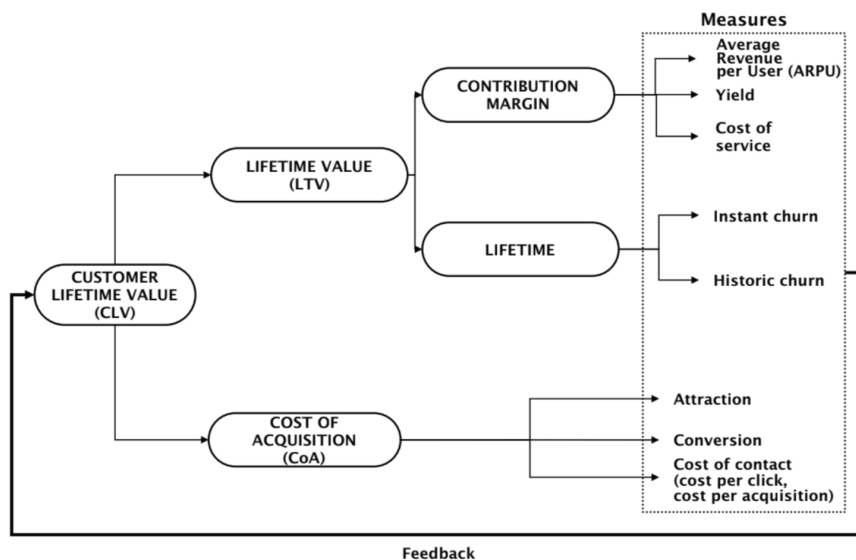 Measures
Average
Revenue
per User (ARPU)
CONTRIBUTION
MARGIN
Yield
Cost of
service
LIFETIME VALUE
(LTV)
Instant churn
LIFETIME
Historic churn
CUSTOMER
LIFETIME VALUE
(CLV)
Attraction
COST OF
ACQUISITION
(CoA)
Conversion
Cost of contact
(cost per click,
cost per acquisition)
Feedback